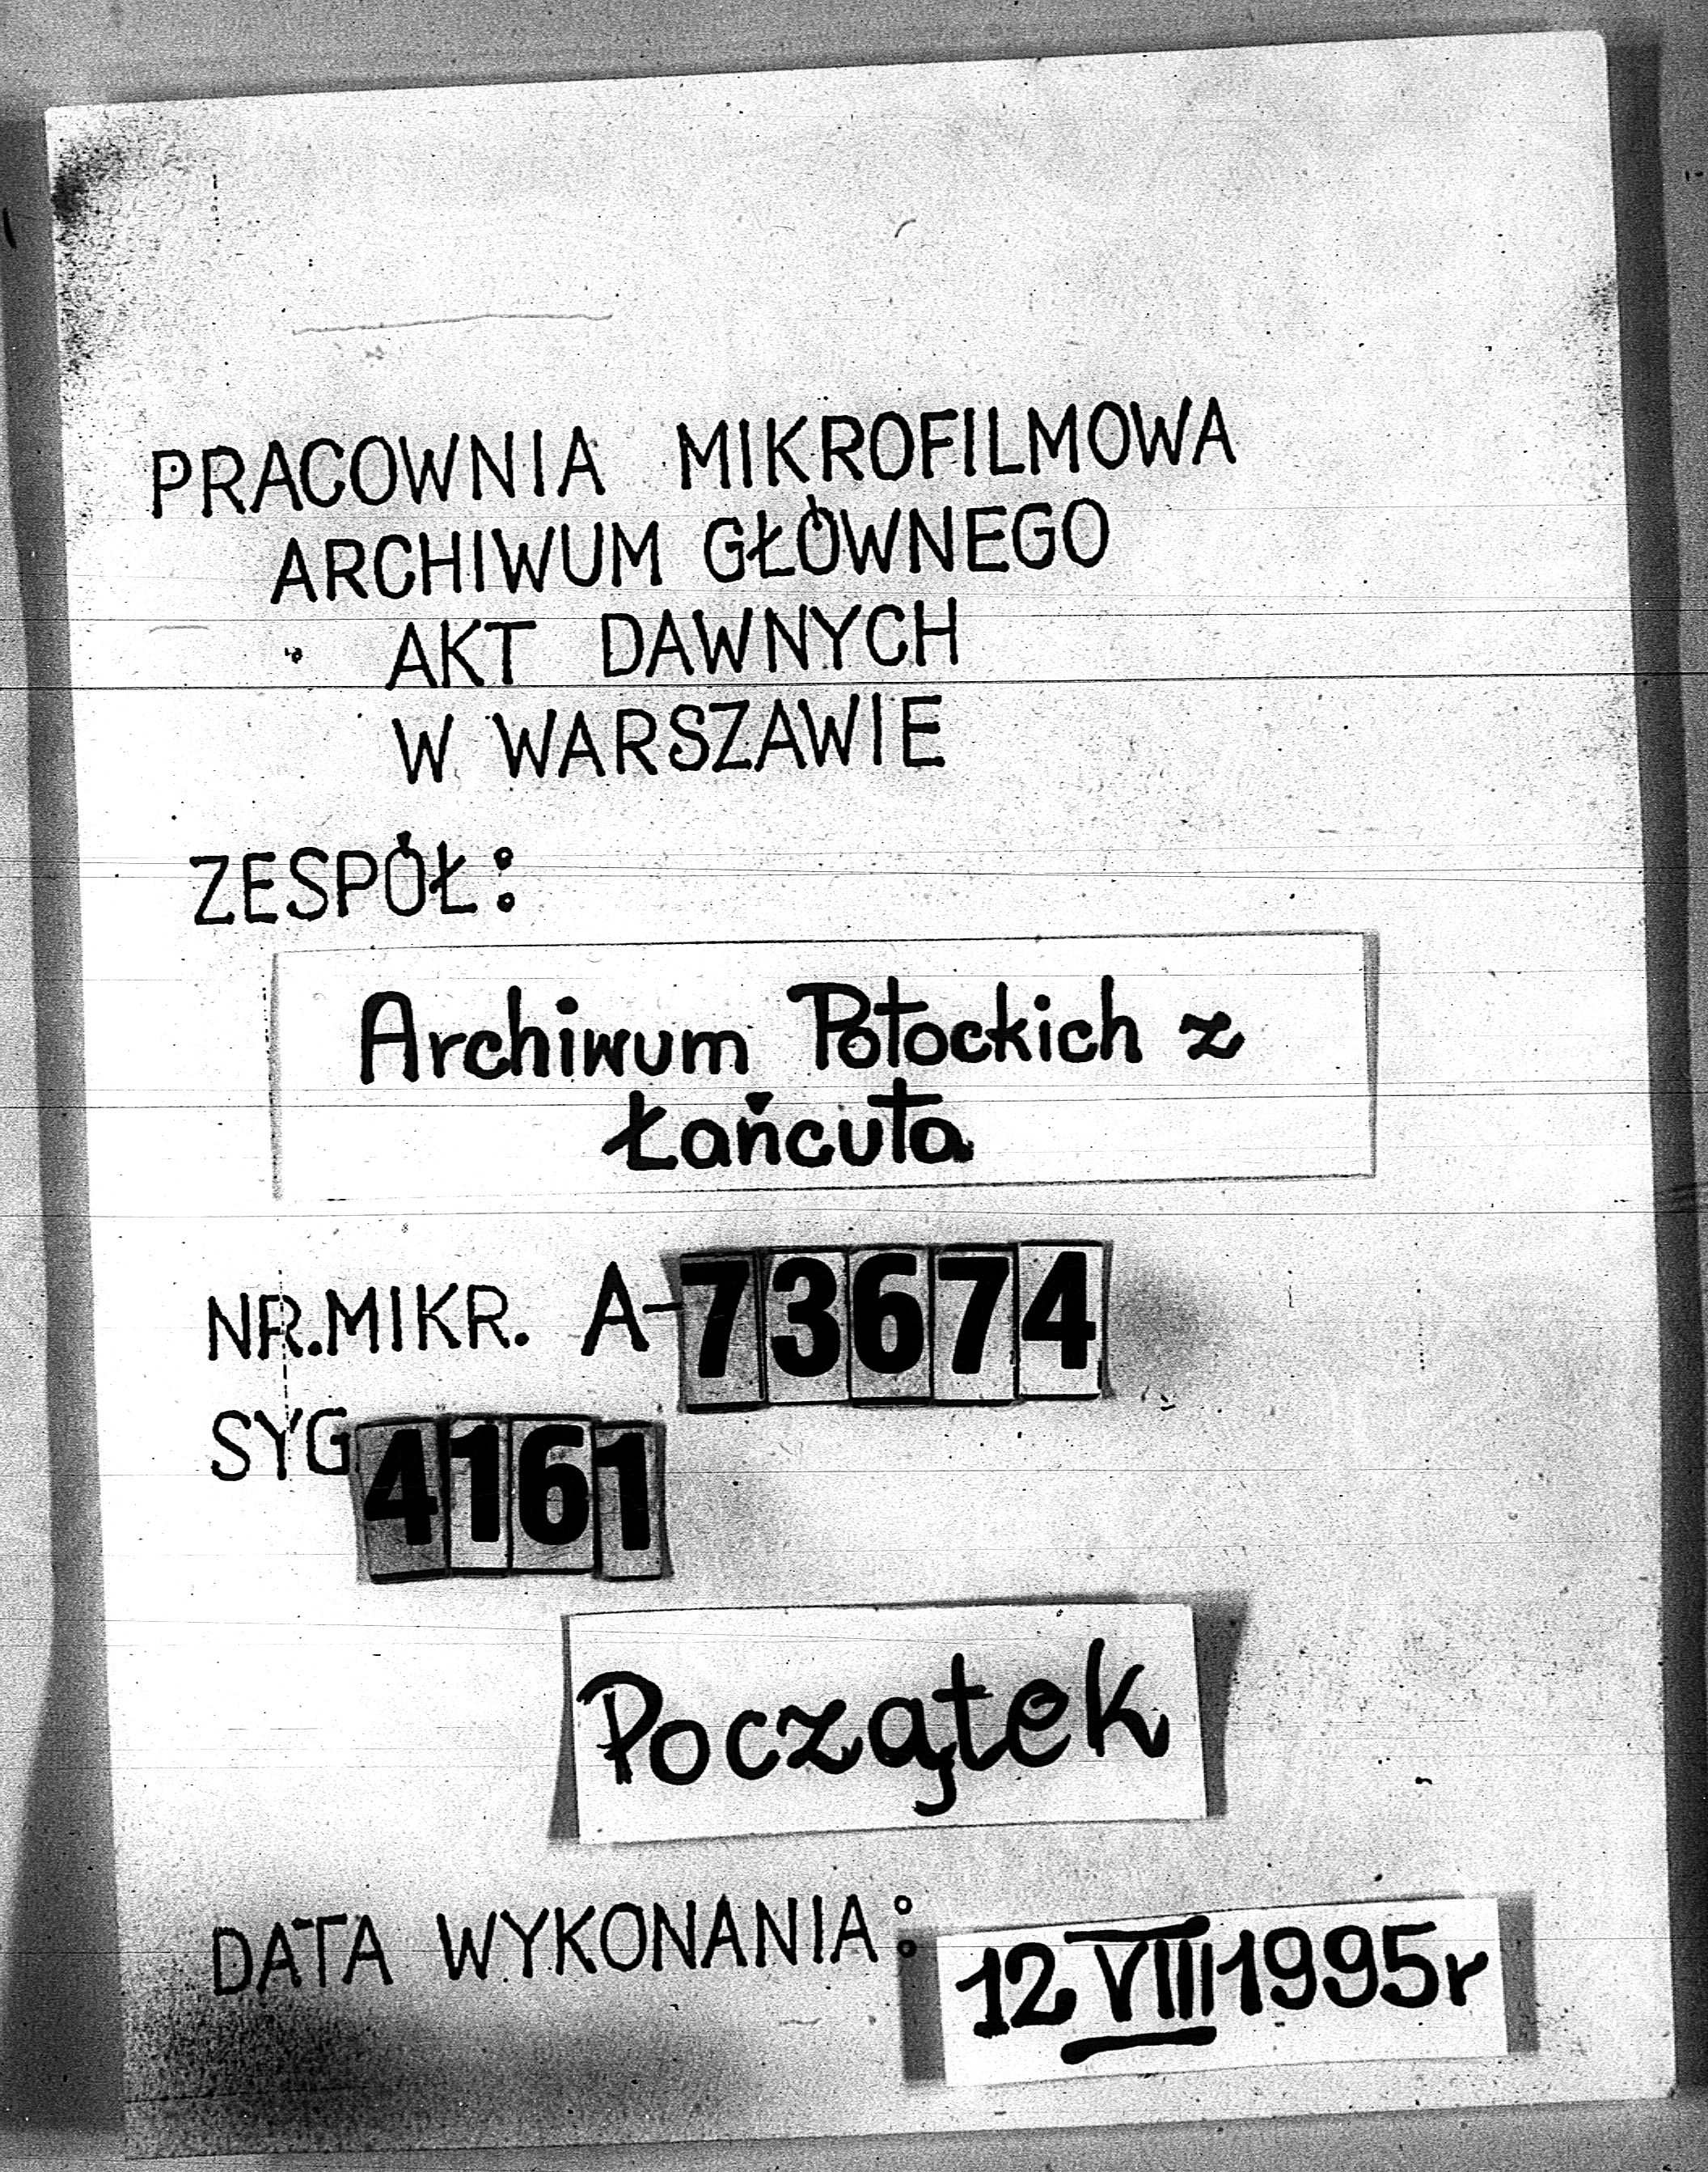 PRACOWNIA MIKROFILMOWA
ARCHIWUM GŁÓWNEGO
AKT DAWNYCH
W WARSZAWIE
ZESPÓŁ:
Archiwum Potockich z
Łańcuta
NR.MIKR. A-73674
SYG 4161
Początek
DATA WYKONANIA: 12 VIII 1995r